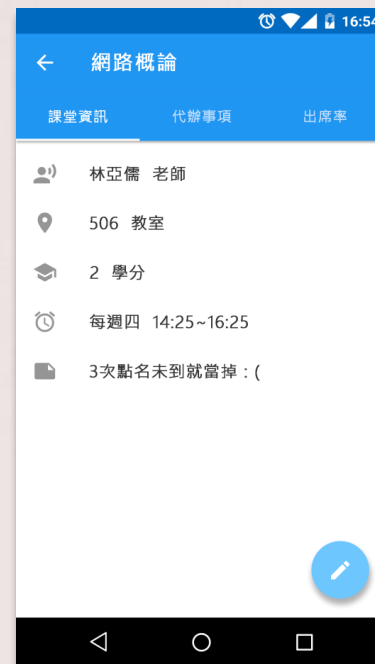 16:54
網路概論
課堂資訊 代辦事項 出席率
林亞儒 老師
506 教室
2 學分
每週四 14:25~16:25
3次點名未到就當掉：(